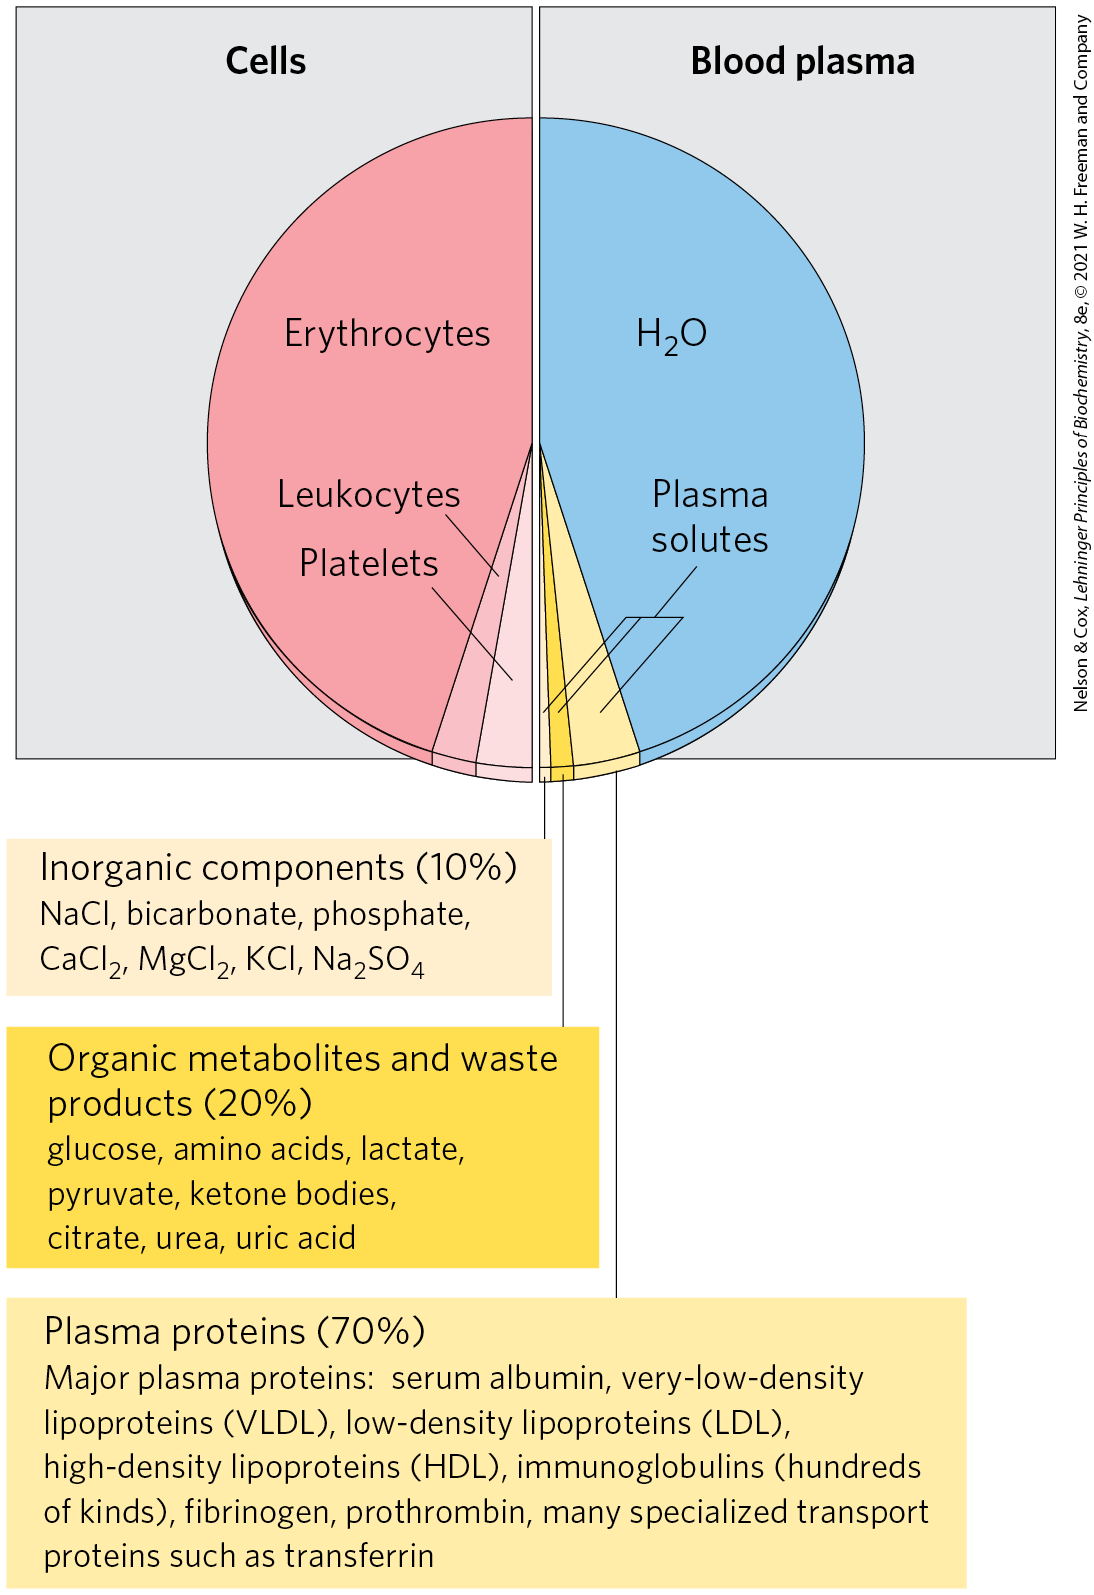 Cells
Blood plasma
Erythrocytes
H₂O
Leukocytes
Platelets
Plasma
solutes
Inorganic components (10%)
NaCl, bicarbonate, phosphate,
CaCl₂, MgCl₂, KCl, Na₂SO₄
Organic metabolites and waste
products (20%)
glucose, amino acids, lactate,
pyruvate, ketone bodies,
citrate, urea, uric acid
Plasma proteins (70%)
Major plasma proteins: serum albumin, very-low-density
lipoproteins (VLDL), low-density lipoproteins (LDL),
high-density lipoproteins (HDL), immunoglobulins (hundreds
of kinds), fibrinogen, prothrombin, many specialized transport
proteins such as transferrin
Nelson & Cox, Lehninger Principles of Biochemistry, 8e, © 2021 W. H. Freeman and Company